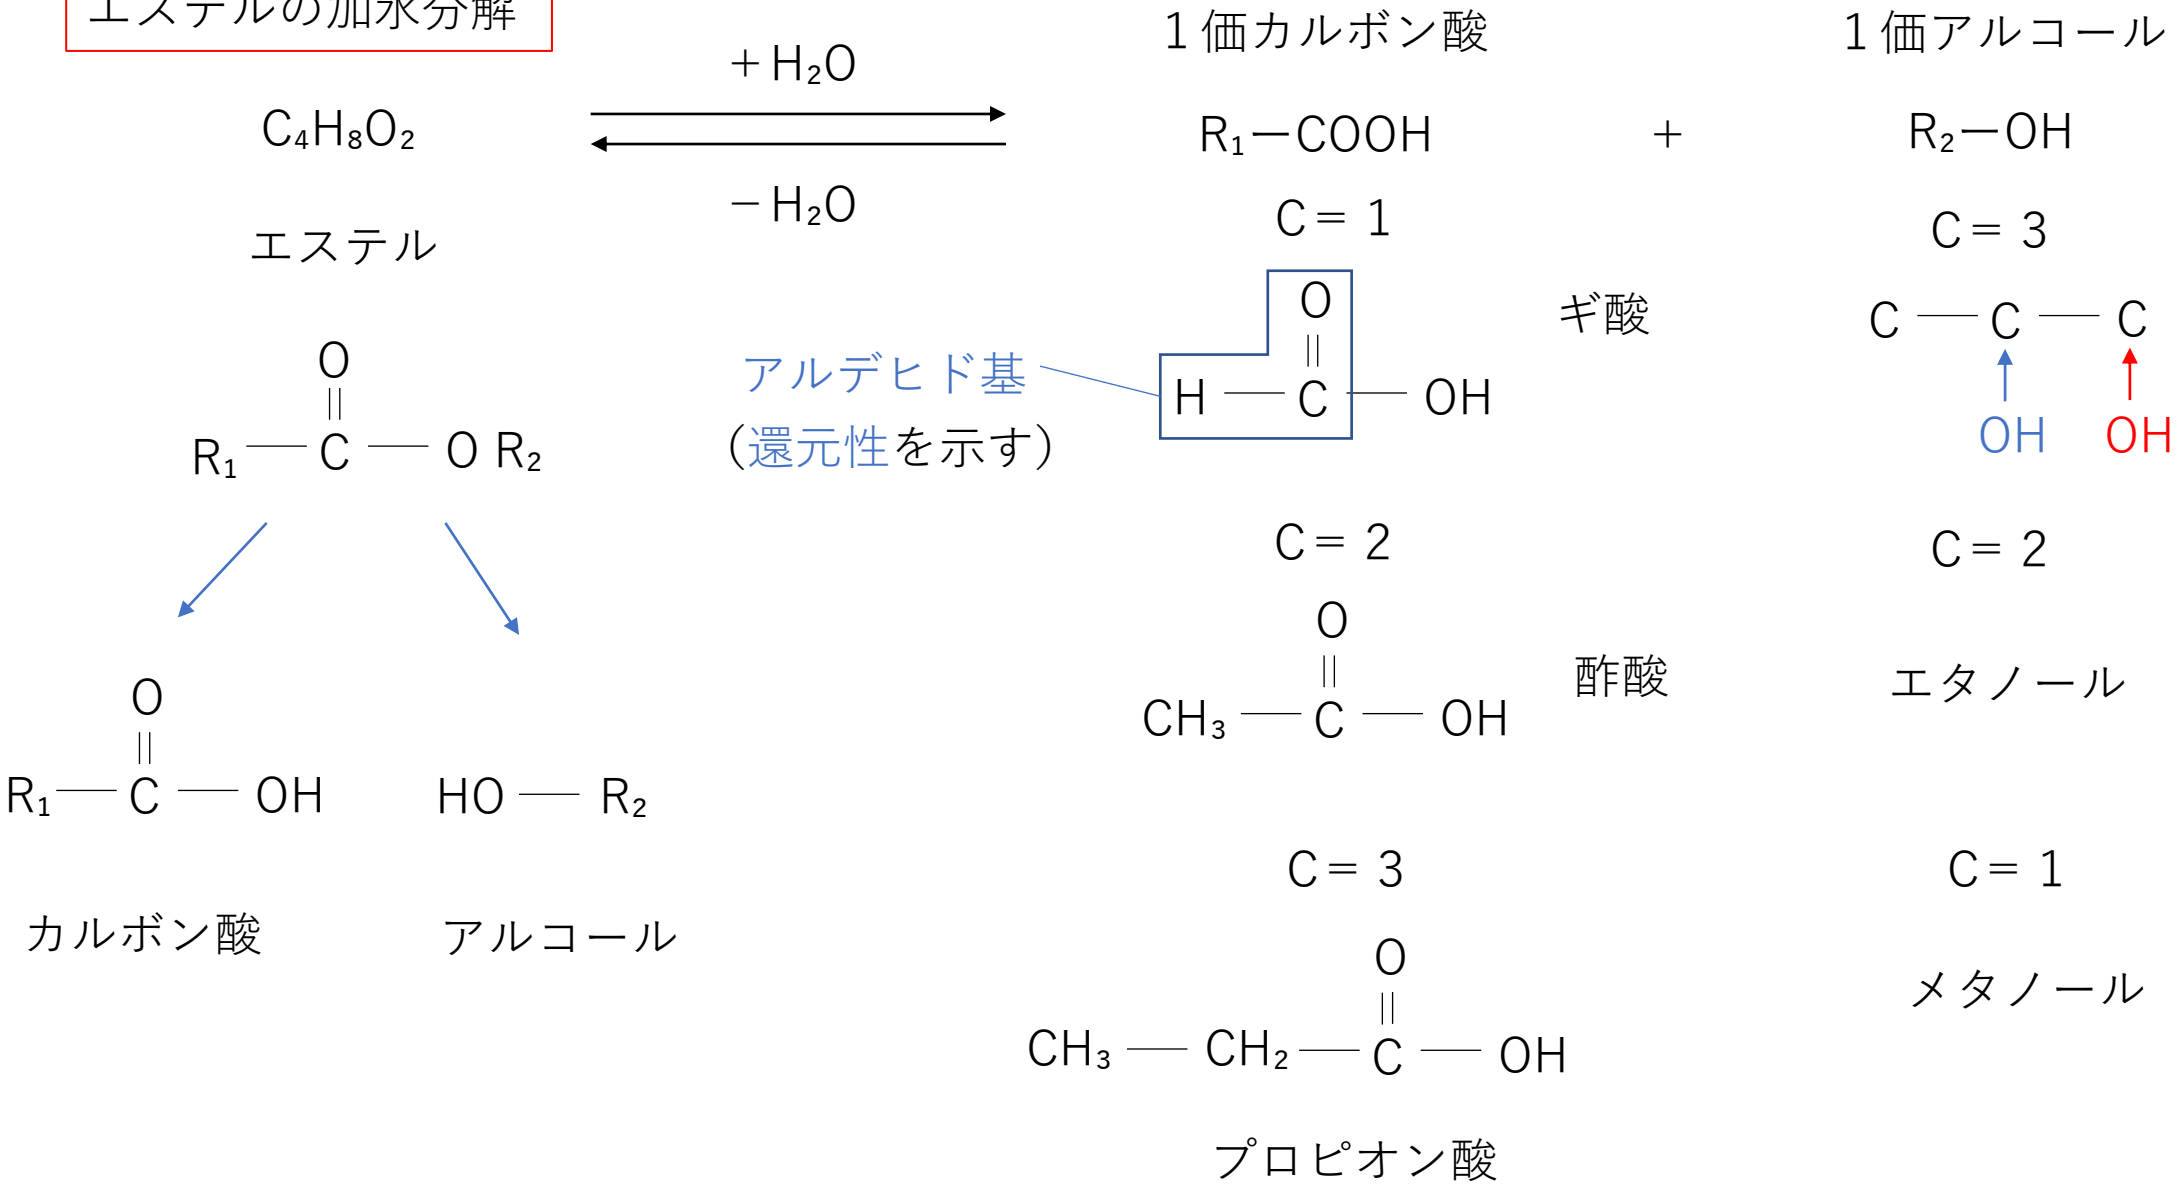 エステルの加水分解
1価カルボン酸
1価アルコール
+H₂O
C₄H₈O₂
R₁ーCOOH
+
R₂ーOH
−H₂O
エステル
C=1
C=3
O
||
H — C — OH
ギ酸
C — C — C
OH OH
アルデヒド基
(還元性を示す)
O
||
R₁ — C — O R₂
C=2
C=2
O
||
CH₃ — C — OH
酢酸
エタノール
O
||
R₁ — C — OH
HO — R₂
カルボン酸
アルコール
C=3
C=1
O
||
CH₃ — CH₂ — C — OH
メタノール
プロピオン酸